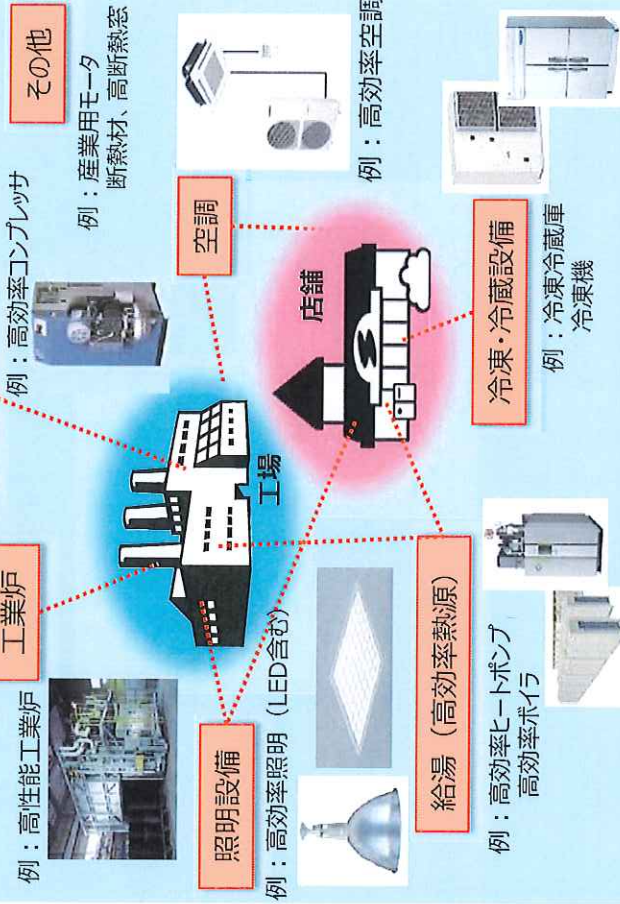 工業炉
例：高性能工業炉
例：高効率コンプレッサ
その他
例：産業用モータ
断熱材、高断熱窓
工場
空調
例：高効率空調
店舗
照明設備
例：高効率照明（LED含む）
給湯（高効率熱源）
例：高効率ヒートポンプ
高効率ボイラ
冷凍・冷蔵設備
例：冷凍冷蔵庫
冷凍機